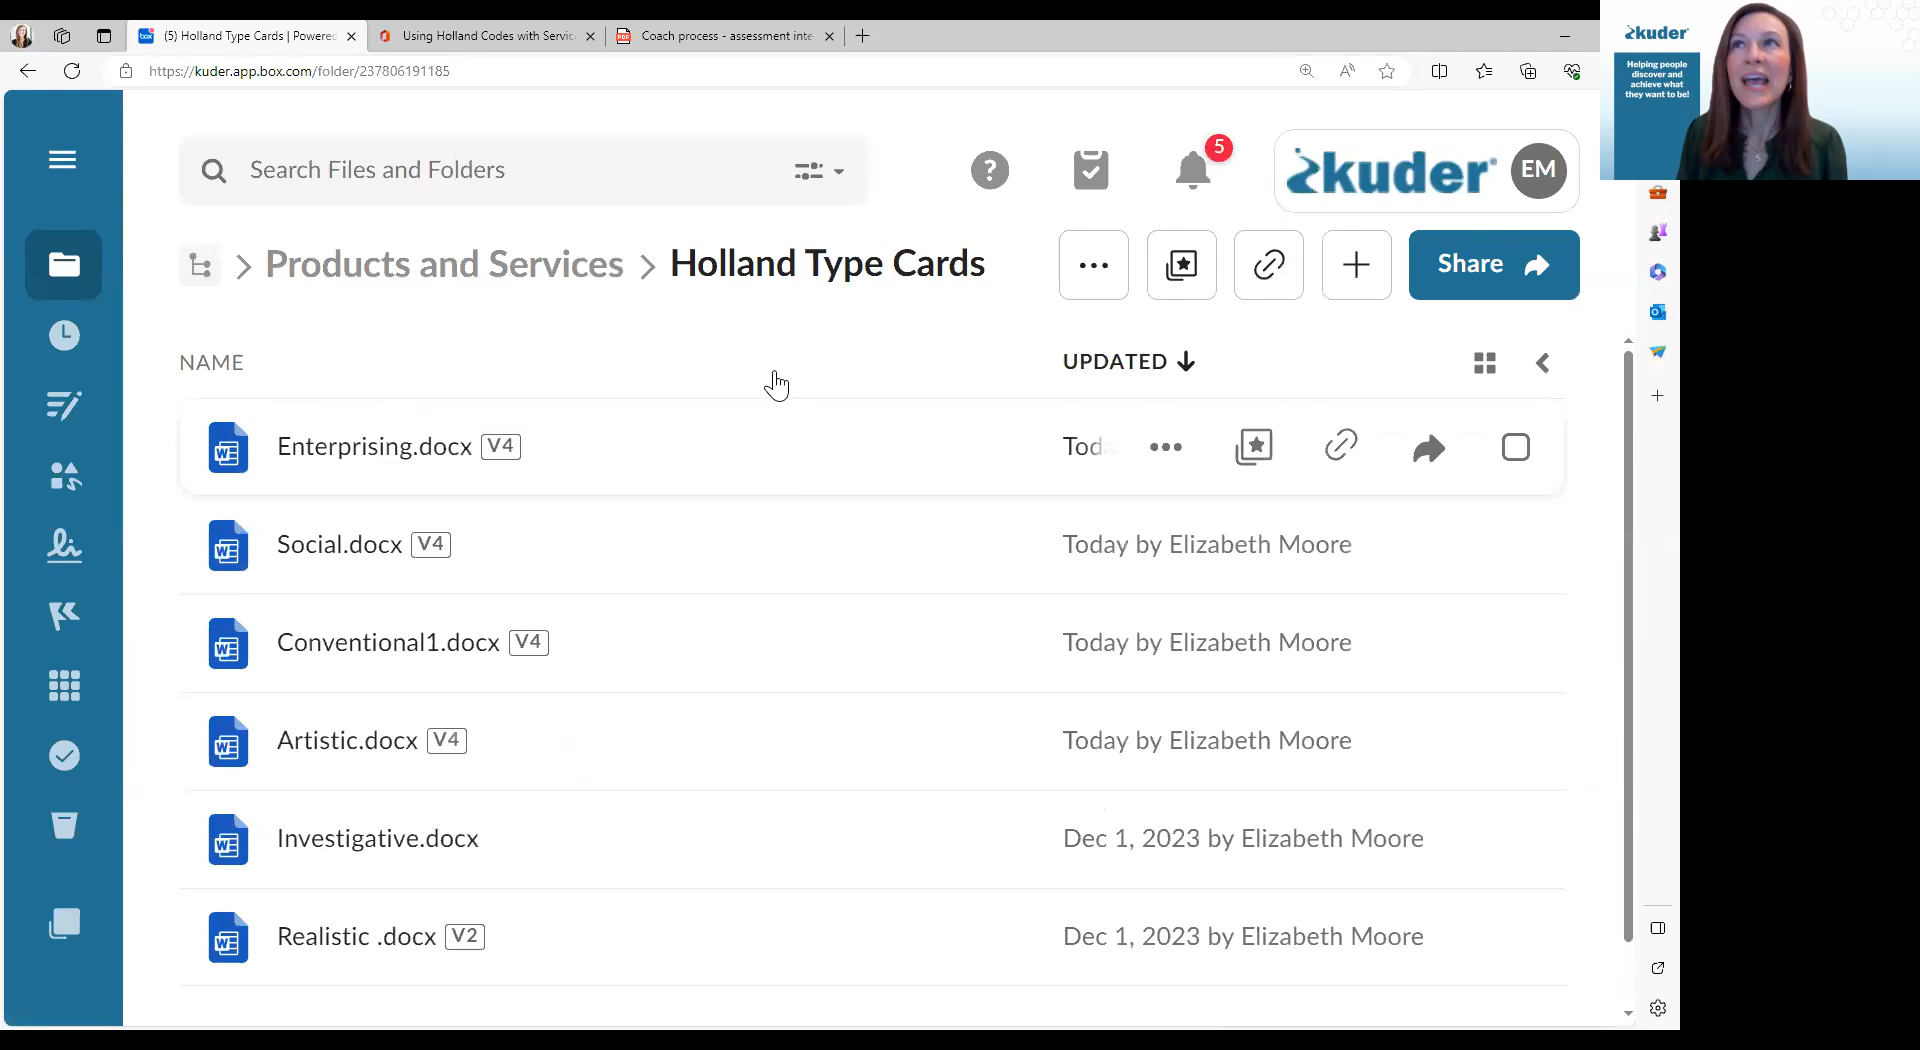 (5) Holland Type Cards | Powered
Using Holland Codes with Servic
Coach process - assessment inte
https://kuder.app.box.com/folder/237806191185
kuder
Helping people
discover and
achieve what
they want to be!
Search Files and Folders
5
kuder
EM
Products and Services
Holland Type Cards
Share
NAME
UPDATED
Enterprising.docx V4
Tod
Social.docx V4
Today by Elizabeth Moore
Conventional1.docx V4
Today by Elizabeth Moore
Artistic.docx V4
Today by Elizabeth Moore
Investigative.docx
Dec 1, 2023 by Elizabeth Moore
Realistic .docx V2
Dec 1, 2023 by Elizabeth Moore